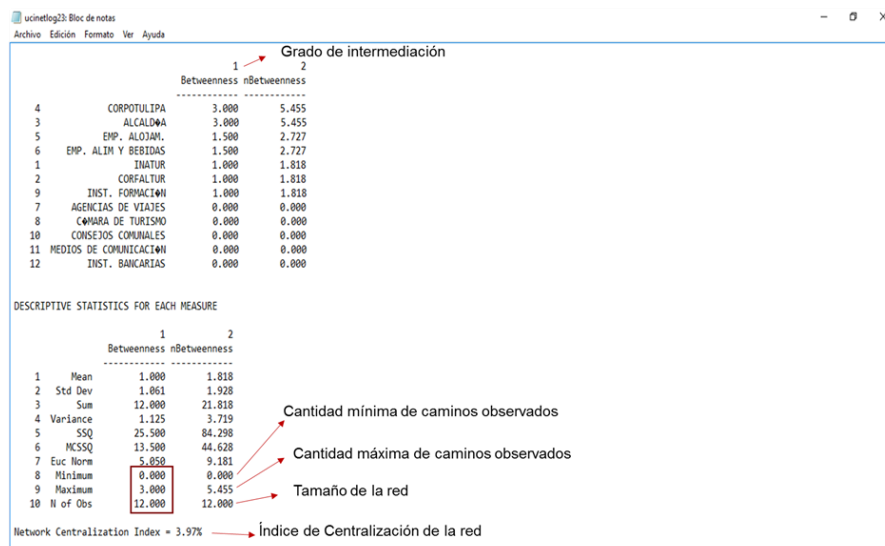 ucinetlog23: Bloc de notas
Archivo Edición Formato Ver Ayuda
Grado de intermediación
1 2
Betweenness nBetweenness
------------ ------------
4 CORPOTULIPA 3.000 5.455
3 ALCALD�A 3.000 5.455
5 EMP. ALOJAM. 1.500 2.727
6 EMP. ALIM Y BEBIDAS 1.500 2.727
1 INATUR 1.000 1.818
2 CORFALTUR 1.000 1.818
9 INST. FORMACI�N 1.000 1.818
7 AGENCIAS DE VIAJES 0.000 0.000
8 C�MARA DE TURISMO 0.000 0.000
10 CONSEJOS COMUNALES 0.000 0.000
11 MEDIOS DE COMUNICACI�N 0.000 0.000
12 INST. BANCARIAS 0.000 0.000
DESCRIPTIVE STATISTICS FOR EACH MEASURE
1 2
Betweenness nBetweenness
------------ ------------
1 Mean 1.000 1.818
2 Std Dev 1.061 1.928
3 Sum 12.000 21.818
4 Variance 1.125 3.719
5 SSQ 25.500 84.298
6 MCSSQ 13.500 44.628
7 Euc Norm 5.050 9.181
8 Minimum 0.000 0.000
9 Maximum 3.000 5.455
10 N of Obs 12.000 12.000
Cantidad mínima de caminos observados
Cantidad máxima de caminos observados
Tamaño de la red
Network Centralization Index = 3.97%
Índice de Centralización de la red